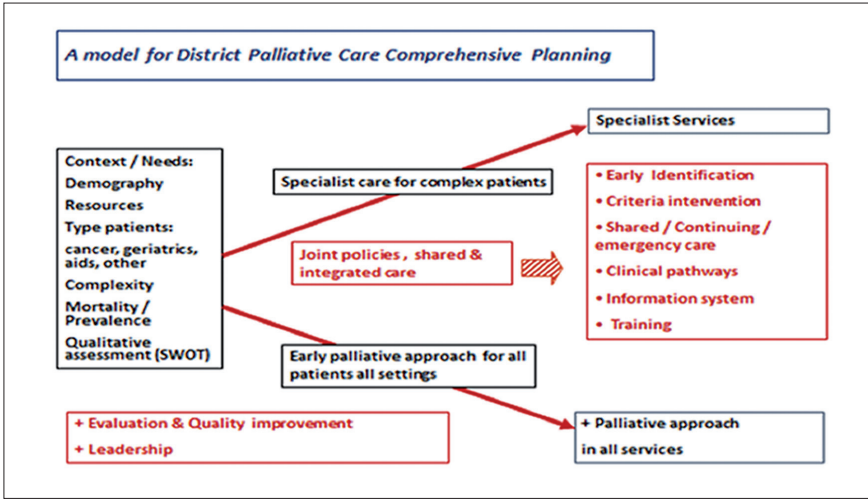 A model for District Palliative Care Comprehensive Planning
Specialist Services
Context / Needs:
Demography
Resources
Type patients:
cancer, geriatrics,
aids, other
Complexity
Mortality /
Prevalence
Qualitative
assessment (SWOT)
Specialist care for complex patients
Joint policies , shared &
integrated care
• Early Identification
• Criteria intervention
• Shared / Continuing /
emergency care
• Clinical pathways
• Information system
• Training
Early palliative approach for all
patients all settings
+ Evaluation & Quality improvement
+ Leadership
+ Palliative approach
in all services